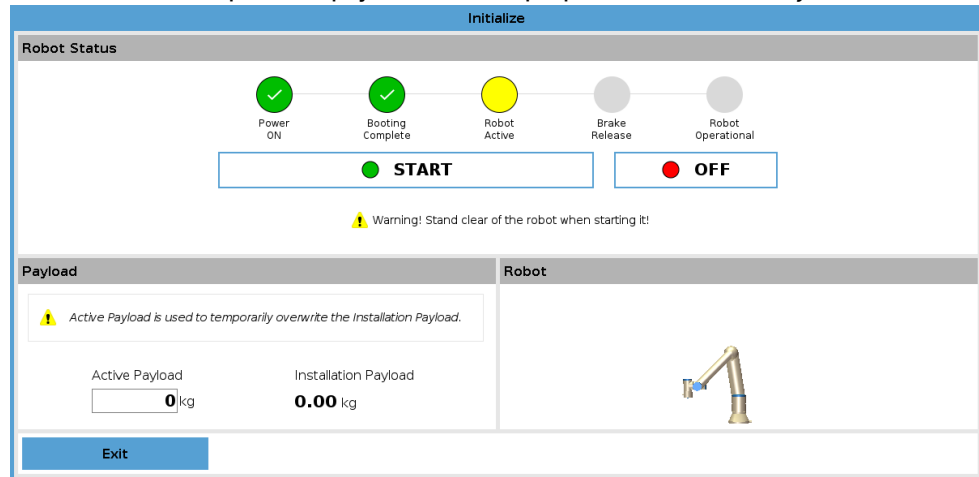 Initialize
Robot Status
Power
ON
Booting
Complete
Robot
Active
Brake
Release
Robot
Operational
START
OFF
Warning! Stand clear of the robot when starting it!
Payload
Robot
Active Payload is used to temporarily overwrite the Installation Payload.
Active Payload
Installation Payload
0 kg
0.00 kg
Exit